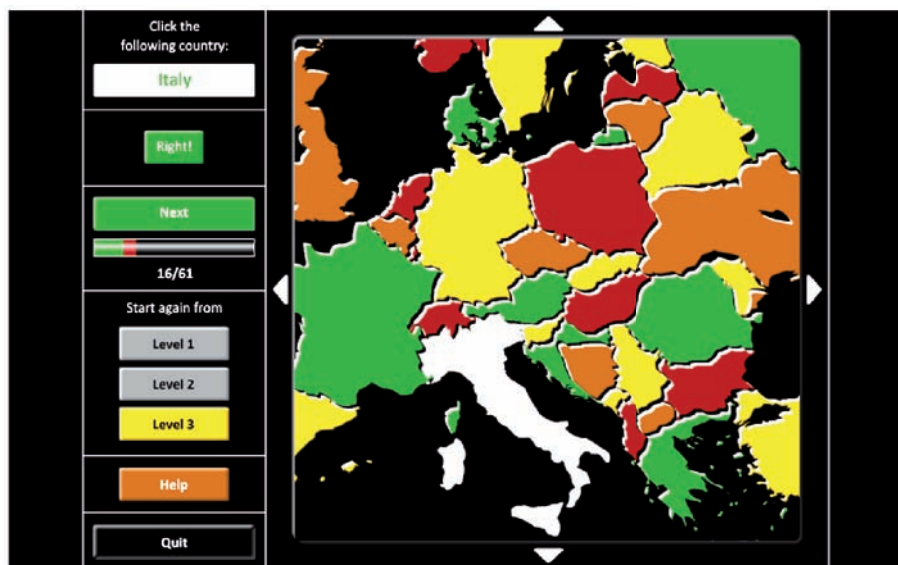 Click the
following country:
Italy
Right!
Next
16/61
Start again from
Level 1
Level 2
Level 3
Help
Quit